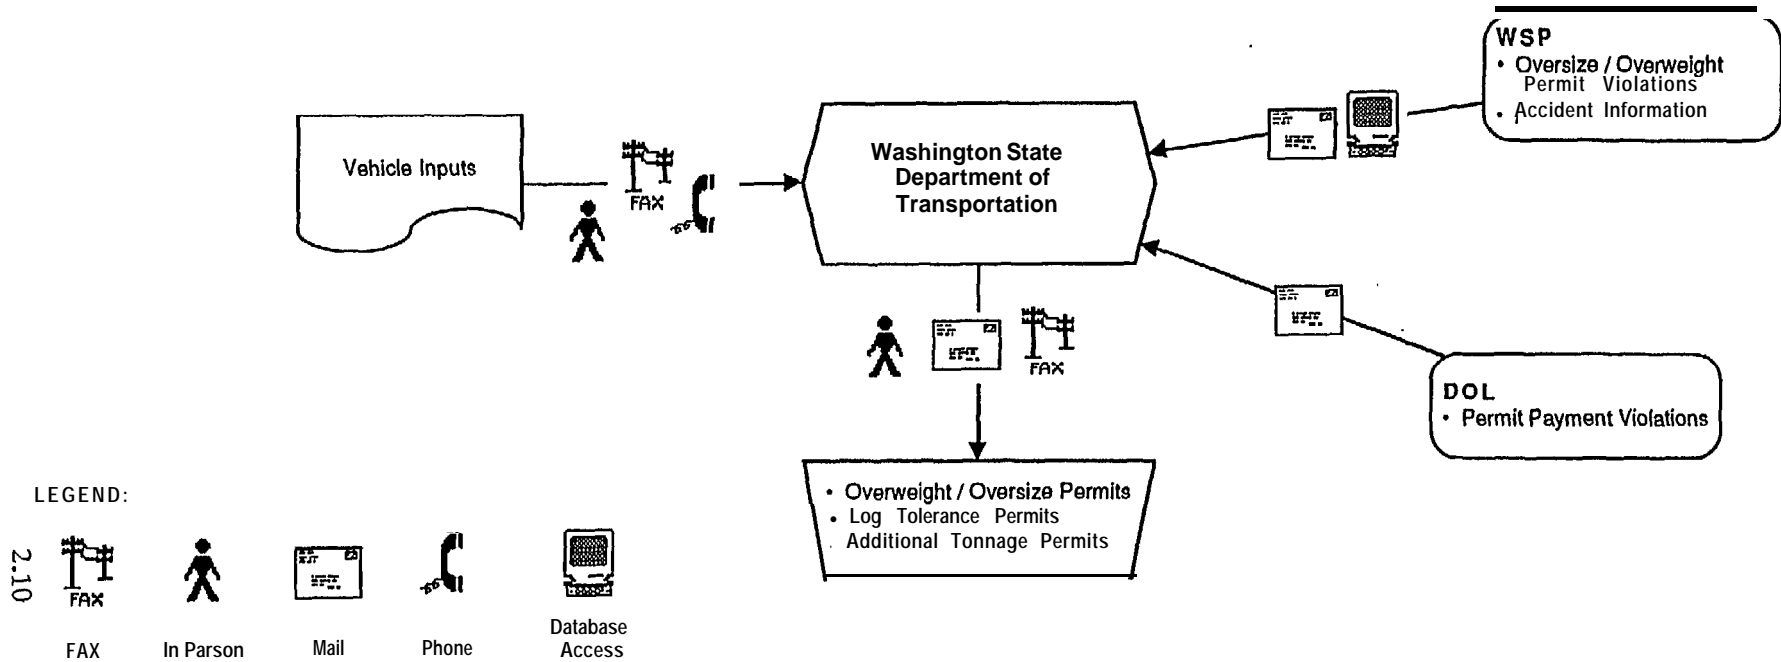 WSP
• Oversize / Overweight
Permit Violations
• Accident Information
Vehicle Inputs
FAX
Washington State
Department of
Transportation
FAX
DOL
• Permit Payment Violations
• Overweight / Oversize Permits
• Log Tolerance Permits
. Additional Tonnage Permits
LEGEND:
FAX
FAX
In Parson
Mail
Phone
Database
Access
2.10